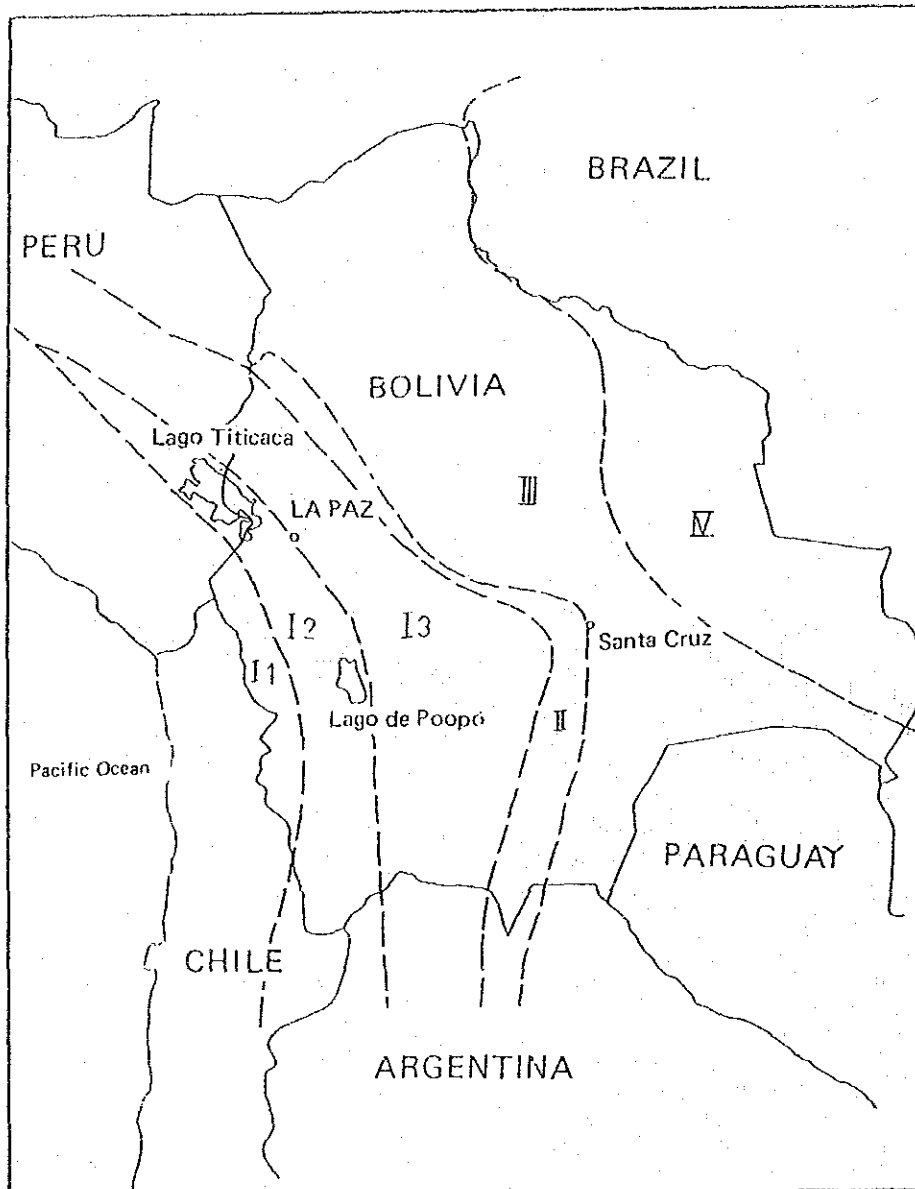 BRAZIL
PERU
BOLIVIA
Lago Titicaca
III
LA PAZ
IV
I2
I3
Santa Cruz
I1
Lago de Poopó
II
Pacific Ocean
PARAGUAY
CHILE
ARGENTINA